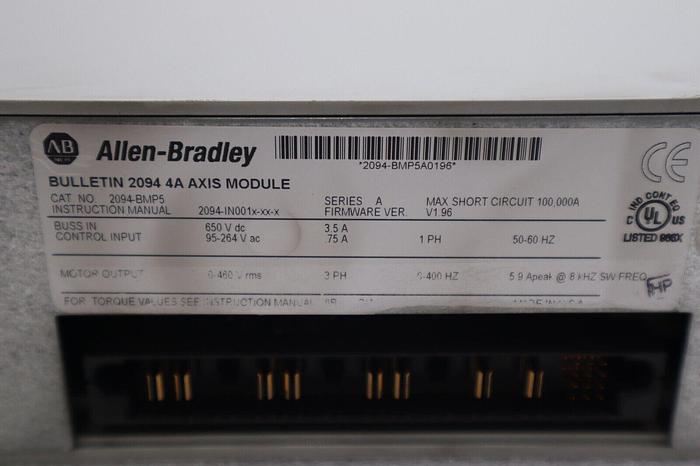 AB Allen-Bradley
*2094-BMP5A0196*
BULLETIN 2094 4A AXIS MODULE
CAT NO. 2094-BMP5 SERIES A MAX SHORT CIRCUIT 100,000A
INSTRUCTION MANUAL 2094-IN001x-xx-x FIRMWARE VER. V1.96
BUSS IN 650 V dc 3.5 A
CONTROL INPUT 95-264 V ac .75 A 1 PH 50-60 HZ
MOTOR OUTPUT 0-460 V rms 3 PH 0-400 HZ 5.9 Apeak @ 8 kHZ SW FREQ
FOR TORQUE VALUES SEE INSTRUCTION MANUAL
CE
IND CONT EQ
C UL US
LISTED 966X
HP